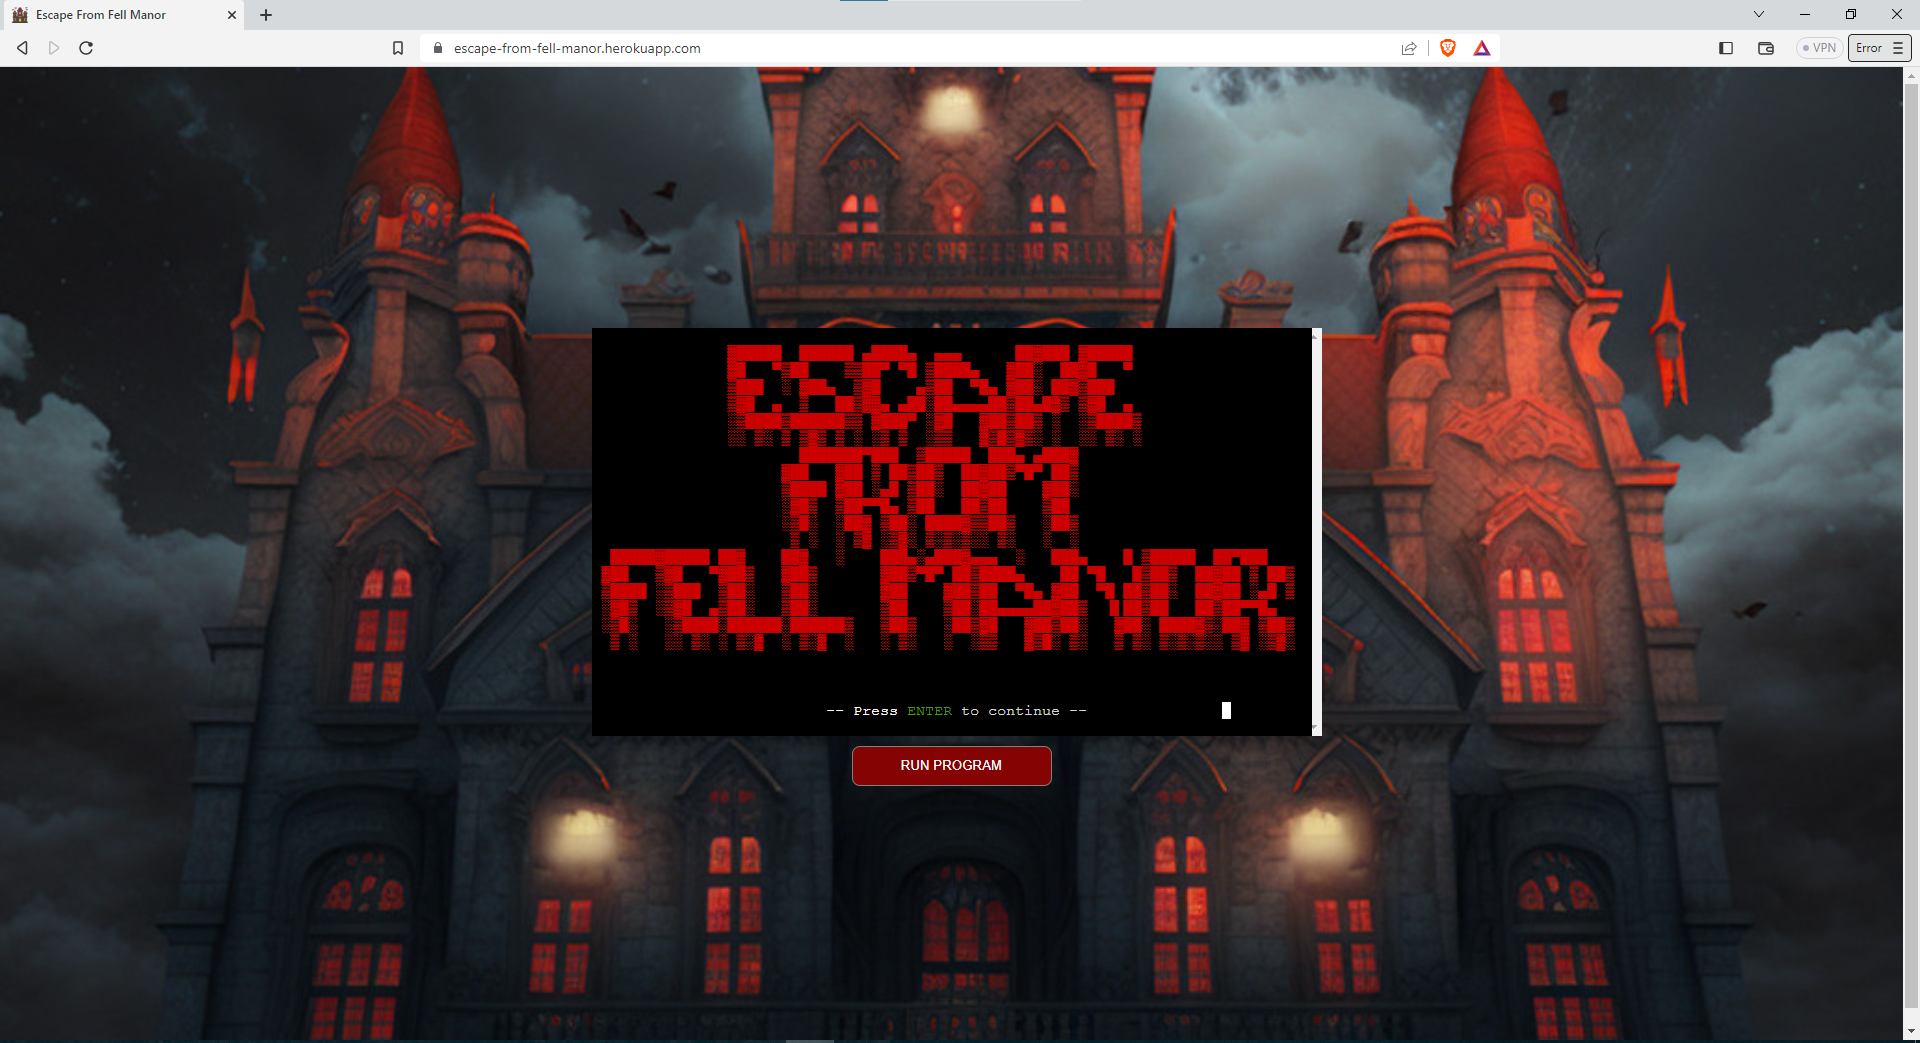 Escape From Fell Manor
escape-from-fell-manor.herokuapp.com
VPN
Error
ESCAPE
FROM
FELL MANOR
-- Press ENTER to continue --
RUN PROGRAM